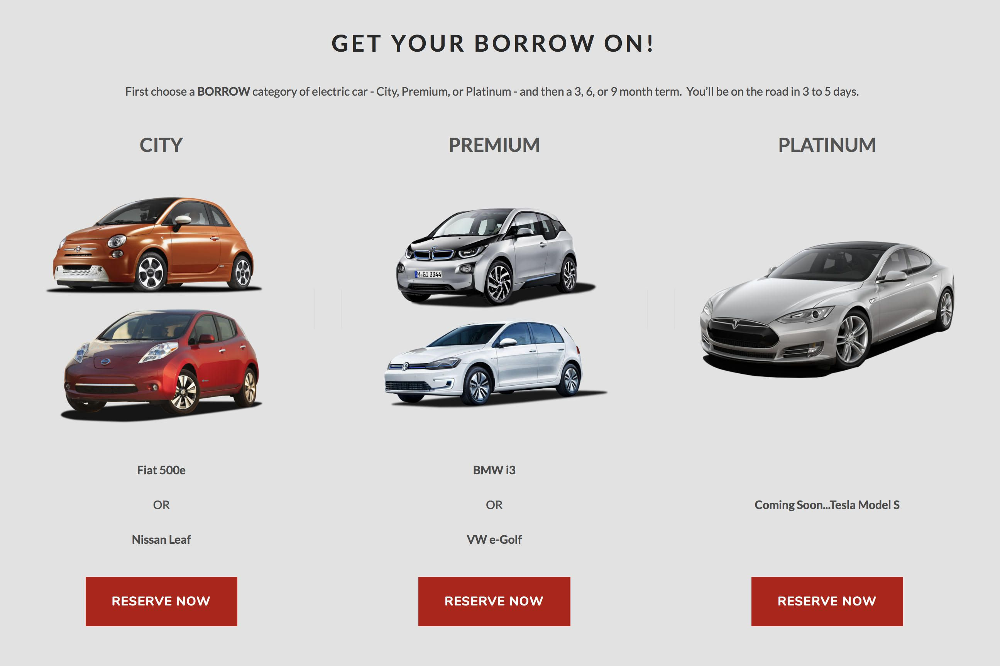 GET YOUR BORROW ON!
First choose a BORROW category of electric car - City, Premium, or Platinum - and then a 3, 6, or 9 month term.  You'll be on the road in 3 to 5 days.
CITY
PREMIUM
PLATINUM
M GI 3344
Fiat 500e
OR
Nissan Leaf
BMW i3
OR
VW e-Golf
Coming Soon...Tesla Model S
RESERVE NOW
RESERVE NOW
RESERVE NOW